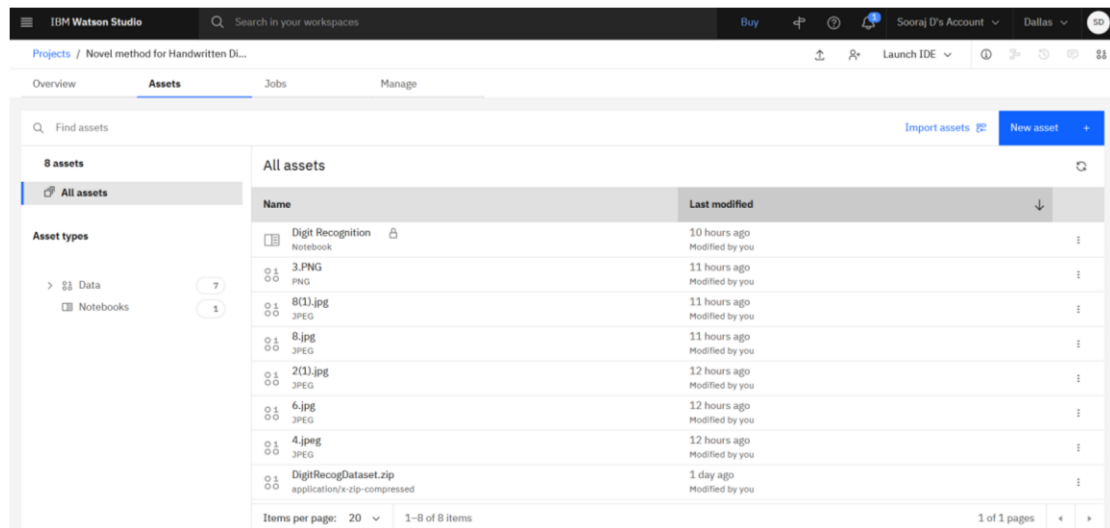 IBM Watson Studio Search in your workspaces Buy 1 Sooraj D's Account Dallas SD
Projects / Novel method for Handwritten Di... Launch IDE
Overview Assets Jobs Manage
Find assets Import assets New asset +
8 assets
All assets
Asset types
Data 7
Notebooks 1
All assets
Name Last modified
Digit Recognition 10 hours ago
Notebook Modified by you
3.PNG 11 hours ago
PNG Modified by you
8(1).jpg 11 hours ago
JPEG Modified by you
8.jpg 11 hours ago
JPEG Modified by you
2(1).jpg 12 hours ago
JPEG Modified by you
6.jpg 12 hours ago
JPEG Modified by you
4.jpeg 12 hours ago
JPEG Modified by you
DigitRecogDataset.zip 1 day ago
application/x-zip-compressed Modified by you
Items per page: 20 1–8 of 8 items 1 of 1 pages